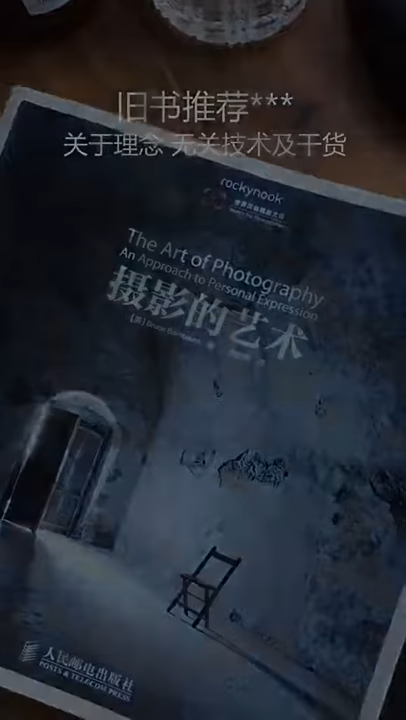 旧书推荐***
关于理念 无关技术及干货
rockynook
The Art of Photography
An Approach to Personal Expression
摄影的艺术
人民邮电出版社
POSTS & TELECOM PRESS